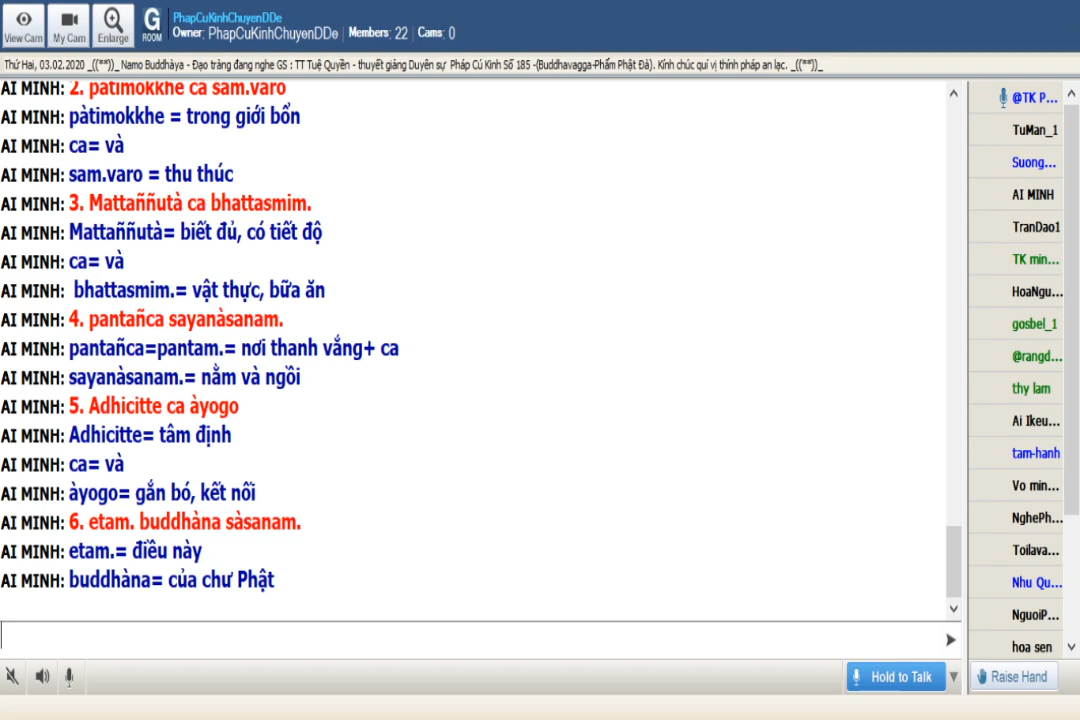 View Cam
My Cam
Enlarge
G
ROOM
PhapCuKinhChuyenDDe
Owner: PhapCuKinhChuyenDDe | Members: 22 | Cams: 0
Thứ Hai, 03.02.2020 _((**))_ Namo Buddhàya - Đạo tràng đang nghe GS : TT Tuệ Quyền - thuyết giảng Duyên sự Pháp Cú Kinh Số 185 -(Buddhavagga-Phẩm Phật Đà). Kính chúc quí vị thính pháp an lạc. _((**))_
AI MINH: 2. pàtimokkhe ca sam.varo
AI MINH: pàtimokkhe = trong giới bổn
AI MINH: ca= và
AI MINH: sam.varo = thu thúc
AI MINH: 3. Mattaññutà ca bhattasmim.
AI MINH: Mattaññutà= biết đủ, có tiết độ
AI MINH: ca= và
AI MINH: bhattasmim.= vật thực, bữa ăn
AI MINH: 4. pantañca sayanàsanam.
AI MINH: pantañca=pantam.= nơi thanh vắng+ ca
AI MINH: sayanàsanam.= nằm và ngồi
AI MINH: 5. Adhicitte ca àyogo
AI MINH: Adhicitte= tâm định
AI MINH: ca= và
AI MINH: àyogo= gắn bó, kết nối
AI MINH: 6. etam. buddhàna sàsanam.
AI MINH: etam.= điều này
AI MINH: buddhàna= của chư Phật
@TK P...
TuMan_1
Suong...
AI MINH
TranDao1
TK min...
HoaNgu...
gosbel_1
@rangd...
thy lam
Ai Ikeu...
tam-hanh
Vo min...
NghePh...
Toilava...
Nhu Qu...
NguoiP...
hoa sen
Hold to Talk
Raise Hand